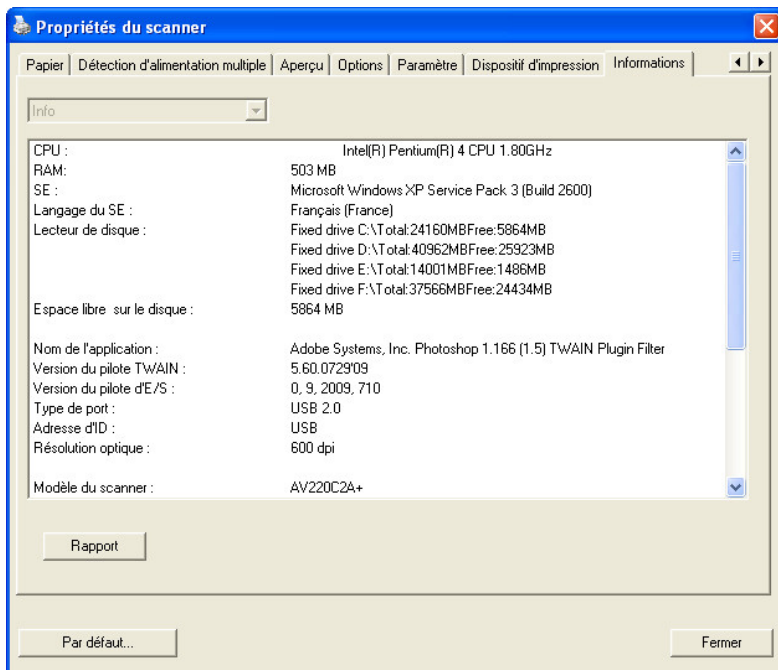 Propriétés du scanner
Papier Détection d'alimentation multiple Aperçu Options Paramètre Dispositif d'impression Informations
Info
CPU : Intel(R) Pentium(R) 4 CPU 1.80GHz
RAM: 503 MB
SE : Microsoft Windows XP Service Pack 3 (Build 2600)
Langage du SE : Français (France)
Lecteur de disque : Fixed drive C:\Total:24160MBFree:5864MB
Fixed drive D:\Total:40962MBFree:25923MB
Fixed drive E:\Total:14001MBFree:1486MB
Fixed drive F:\Total:37566MBFree:24434MB
Espace libre sur le disque : 5864 MB
Nom de l'application : Adobe Systems, Inc. Photoshop 1.166 (1.5) TWAIN Plugin Filter
Version du pilote TWAIN : 5.60.0729'09
Version du pilote d'E/S : 0, 9, 2009, 710
Type de port : USB 2.0
Adresse d'ID : USB
Résolution optique : 600 dpi
Modèle du scanner : AV220C2A+
Rapport
Par défaut... Fermer